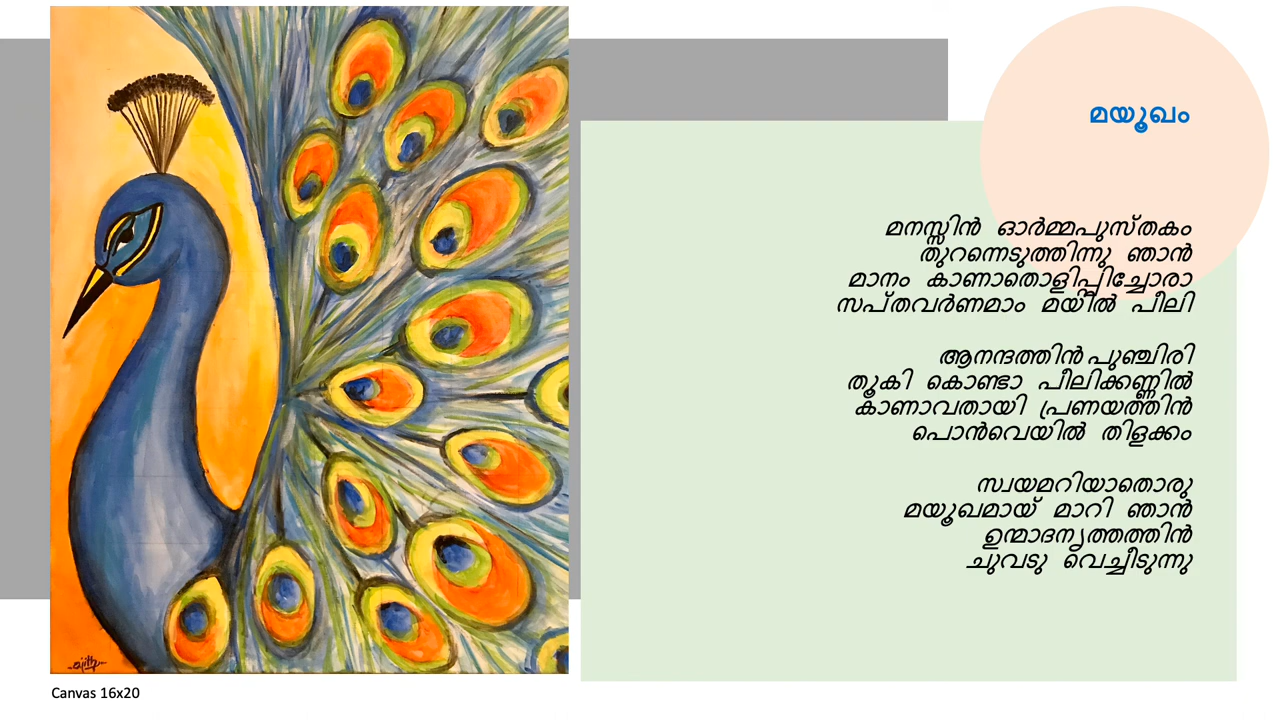 മയൂഖം
മനസ്സിൻ ഓർമ്മപുസ്തകം
തുറന്നെടുത്തിന്നു ഞാൻ
മാനം കാണാതൊളിപ്പിച്ചോരാ
സപ്തവർണമാം മയിൽ പീലി
ആനന്ദത്തിൻ പുഞ്ചിരി
തൂകി കൊണ്ടാ പീലിക്കണ്ണിൽ
കാണാവതായി പ്രണയത്തിൻ
പൊൻവെയിൽ തിളക്കം
സ്വയമറിയാതൊരു
മയൂഖമായ് മാറി ഞാൻ
ഉന്മാദനൃത്തത്തിൻ
ചുവടു വെച്ചീടുന്നു
Canvas 16x20